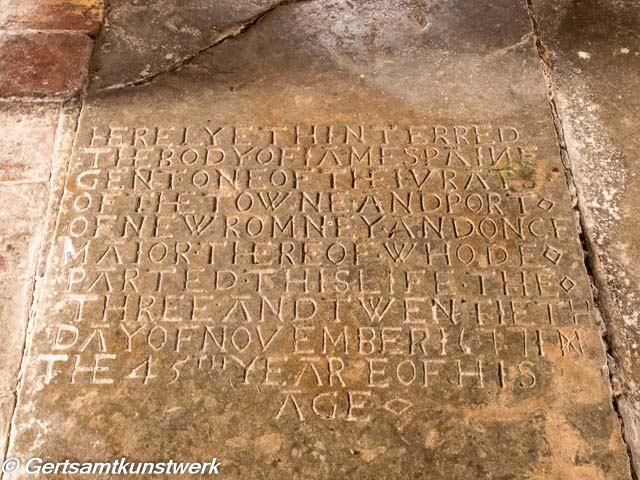 HERE LYETH INTERRED
THE BODY OF IAMES PAINE
GENT ONE OF THE IVRATS
OF THE TOWNE AND PORT
OF NEW ROMNEY AND ONCE
MAIOR THEREOF WHO DE
PARTED THIS LIFE THE
THREE AND TWENTIETH
DAY OF NOVEMBER IN
THE 45TH YEARE OF HIS
AGE
© Gertsamtkunstwerk